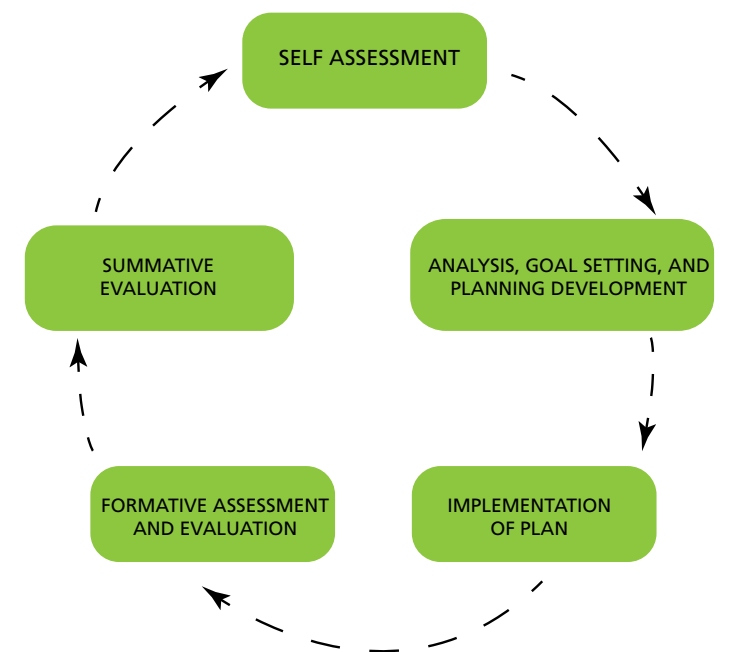 SELF ASSESSMENT
ANALYSIS, GOAL SETTING, AND
PLANNING DEVELOPMENT
IMPLEMENTATION
OF PLAN
FORMATIVE ASSESSMENT
AND EVALUATION
SUMMATIVE
EVALUATION